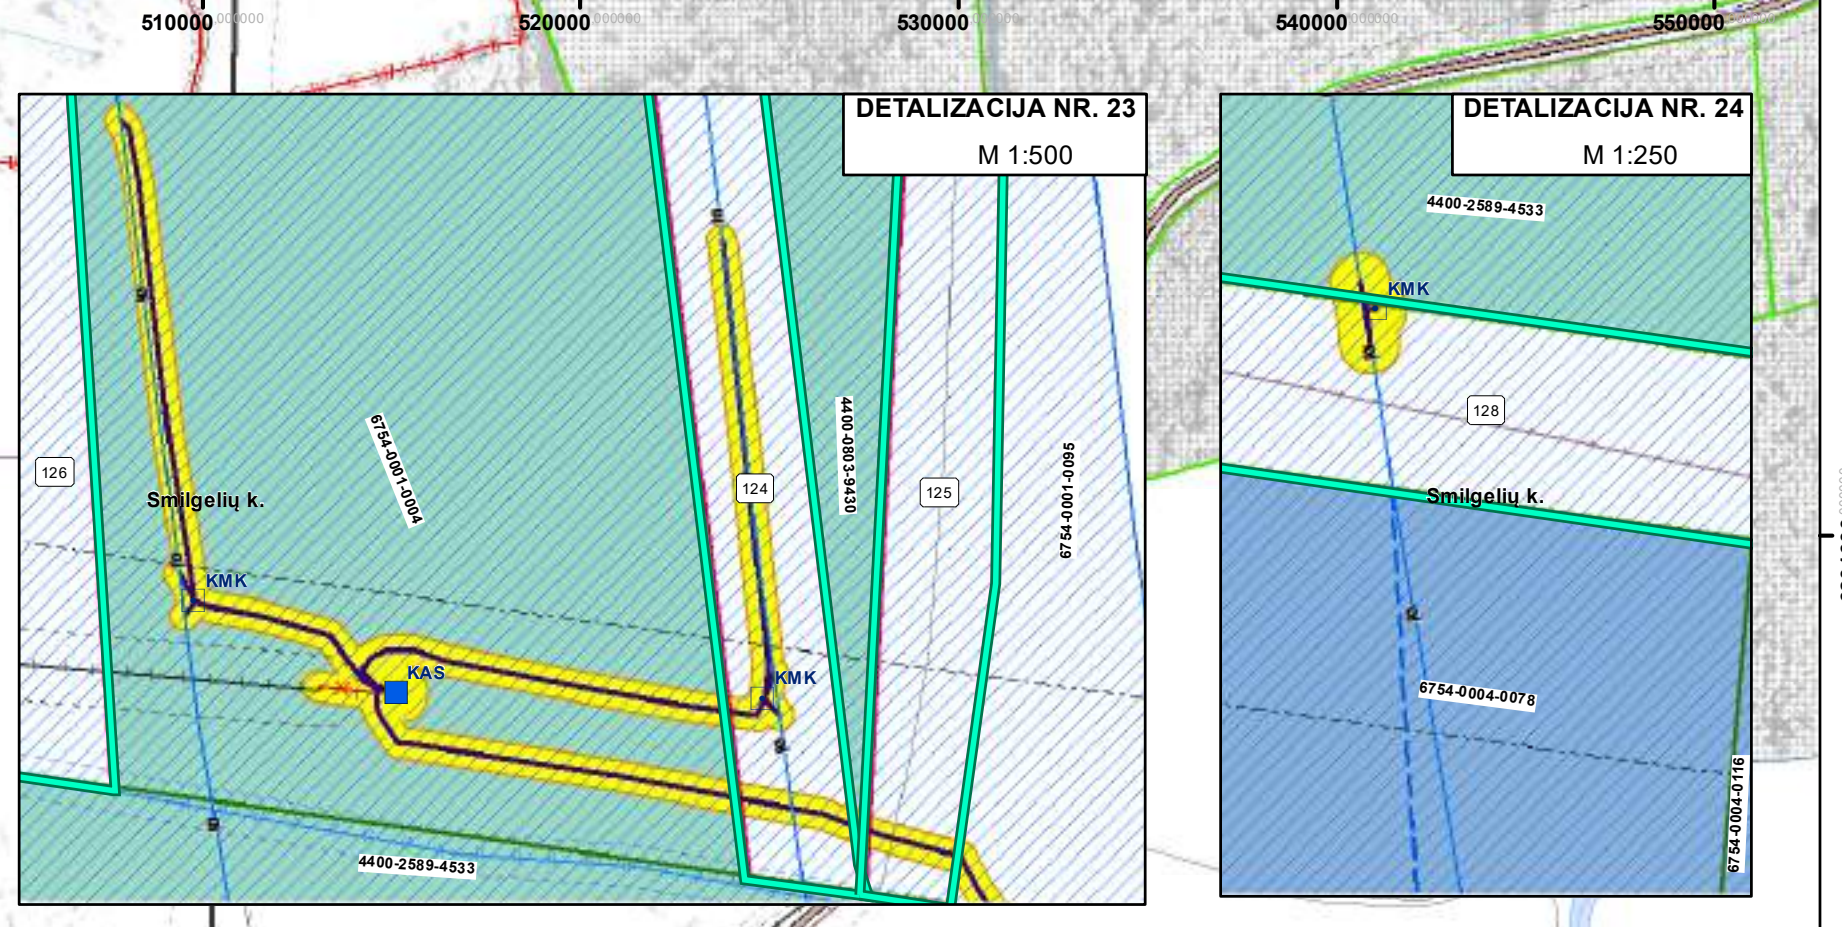 510000
520000
530000
540000
550000
DETALIZACIJA NR. 23
M 1:500
126
Smilgelių k.
6754-0001-0004
KMK
KAS
124
KMK
4400-0803-9430
125
6754-0001-0095
4400-2589-4533
DETALIZACIJA NR. 24
M 1:250
4400-2589-4533
KMK
128
Smilgelių k.
6754-0004-0078
6754-0004-0116